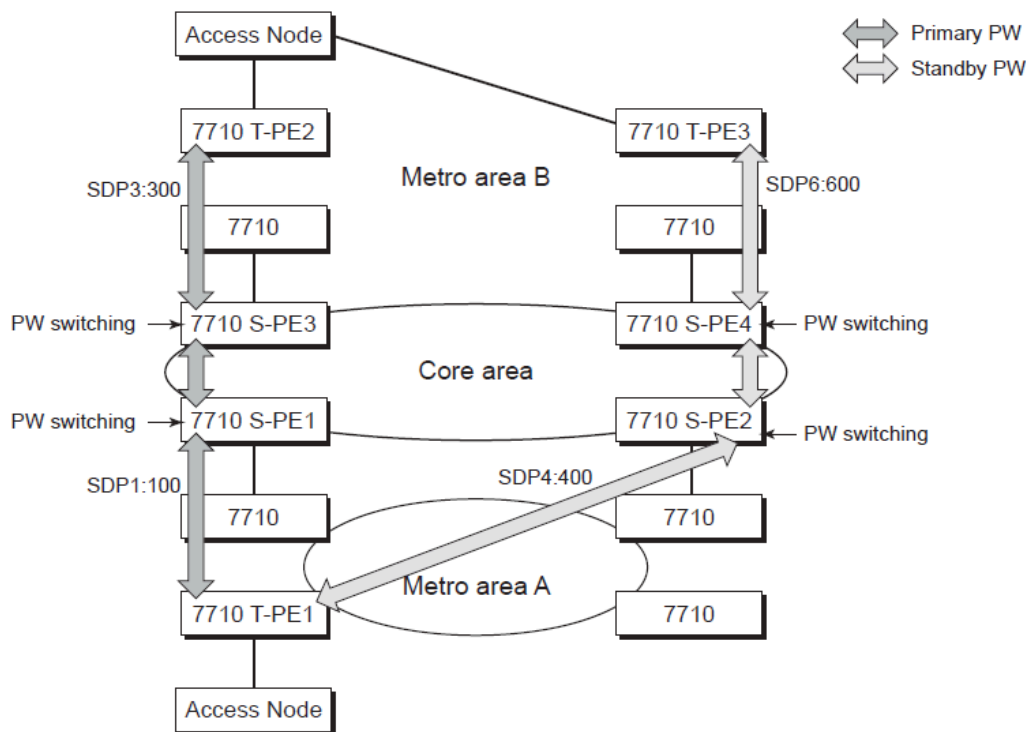 Access Node
Primary PW
Standby PW
7710 T-PE2
7710 T-PE3
Metro area B
SDP3:300
SDP6:600
7710
7710
PW switching
7710 S-PE3
7710 S-PE4
PW switching
Core area
PW switching
7710 S-PE1
7710 S-PE2
PW switching
SDP1:100
SDP4:400
7710
7710
Metro area A
7710 T-PE1
7710
Access Node